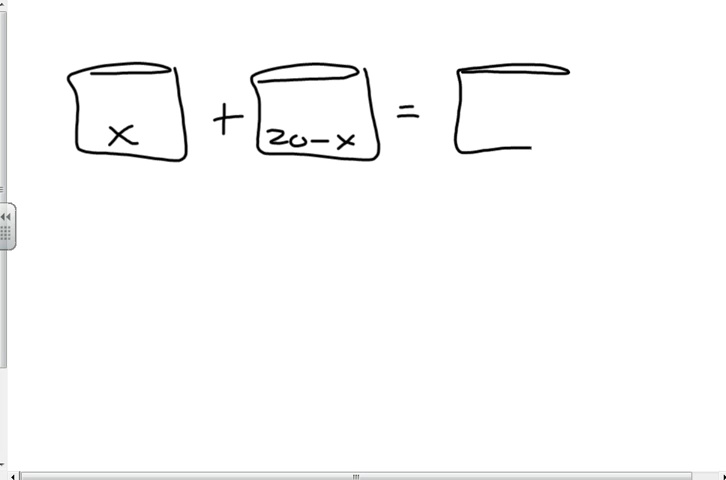 x + 20-x =